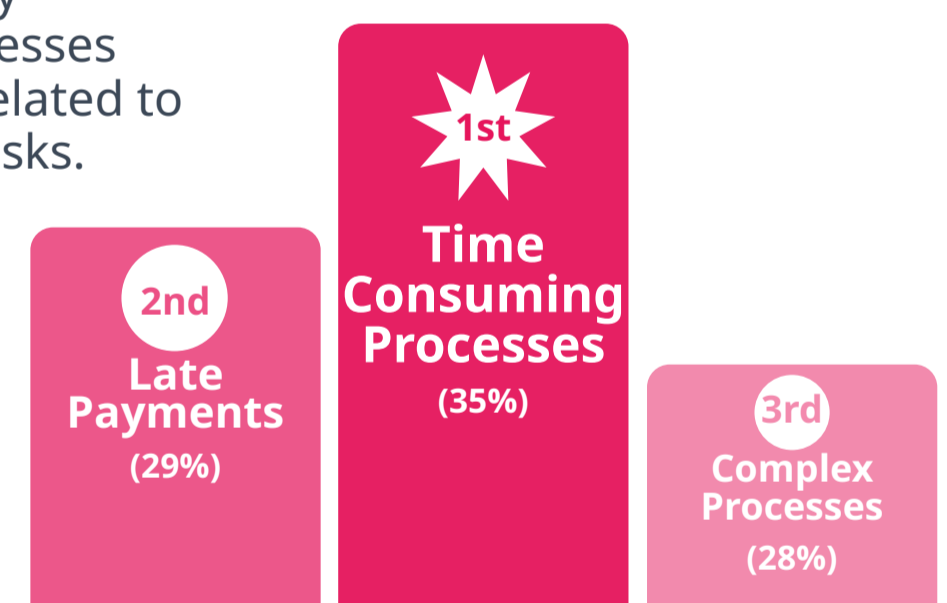 esses
elated to
sks.
1st
Time
Consuming
Processes
(35%)
2nd
Late
Payments
(29%)
3rd
Complex
Processes
(28%)